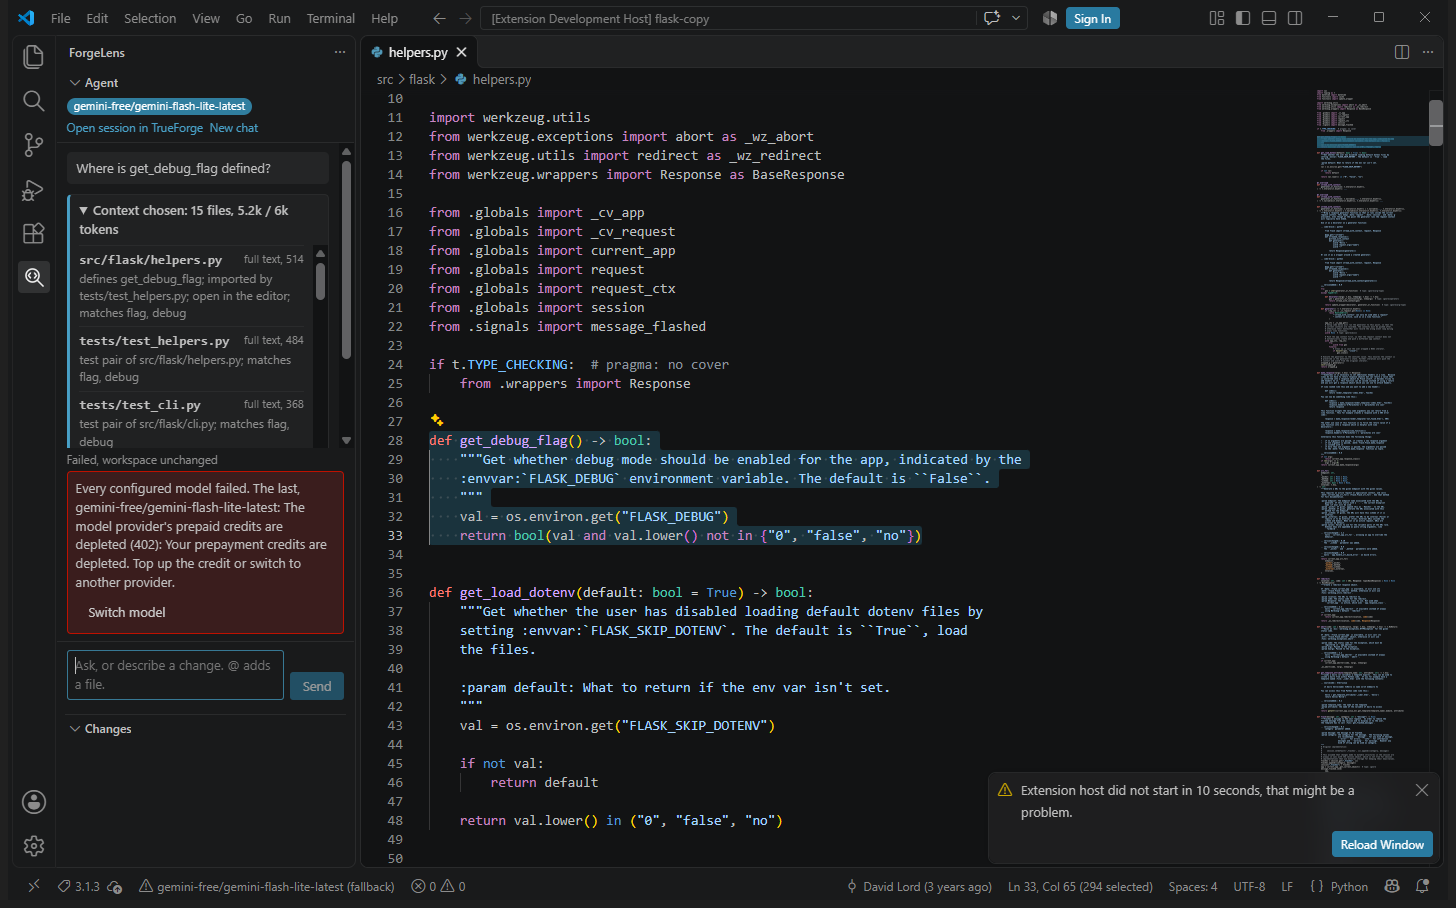 File Edit Selection View Go Run Terminal Help
[Extension Development Host] flask-copy
Sign In
ForgeLens
Agent
gemini-free/gemini-flash-lite-latest
Open session in TrueForge New chat
Where is get_debug_flag defined?
Context chosen: 15 files, 5.2k / 6k
tokens
src/flask/helpers.py full text, 514
defines get_debug_flag; imported by
tests/test_helpers.py; open in the editor;
matches flag, debug
tests/test_helpers.py full text, 484
test pair of src/flask/helpers.py; matches
flag, debug
tests/test_cli.py full text, 368
test pair of src/flask/cli.py; matches flag,
debug
Failed, workspace unchanged
Every configured model failed. The last,
gemini-free/gemini-flash-lite-latest: The
model provider's prepaid credits are
depleted (402): Your prepayment credits are
depleted. Top up the credit or switch to
another provider.
Switch model
Ask, or describe a change. @ adds
a file.
Send
Changes
helpers.py
src > flask > helpers.py
10
11 import werkzeug.utils
12 from werkzeug.exceptions import abort as _wz_abort
13 from werkzeug.utils import redirect as _wz_redirect
14 from werkzeug.wrappers import Response as BaseResponse
15
16 from .globals import _cv_app
17 from .globals import _cv_request
18 from .globals import current_app
19 from .globals import request
20 from .globals import request_ctx
21 from .globals import session
22 from .signals import message_flashed
23
24 if t.TYPE_CHECKING:  # pragma: no cover
25     from .wrappers import Response
26
27
28 def get_debug_flag() -> bool:
29     """Get whether debug mode should be enabled for the app, indicated by the
30     :envvar:`FLASK_DEBUG` environment variable. The default is ``False``.
31     """
32     val = os.environ.get("FLASK_DEBUG")
33     return bool(val and val.lower() not in {"0", "false", "no"})
34
35
36 def get_load_dotenv(default: bool = True) -> bool:
37     """Get whether the user has disabled loading default dotenv files by
38     setting :envvar:`FLASK_SKIP_DOTENV`. The default is ``True``, load
39     the files.
40
41     :param default: What to return if the env var isn't set.
42     """
43     val = os.environ.get("FLASK_SKIP_DOTENV")
44
45     if not val:
46         return default
47
48     return val.lower() in ("0", "false", "no")
49
50
Extension host did not start in 10 seconds, that might be a
problem.
Reload Window
3.1.3 gemini-free/gemini-flash-lite-latest (fallback) 0 0 David Lord (3 years ago) Ln 33, Col 65 (294 selected) Spaces: 4 UTF-8 LF { } Python